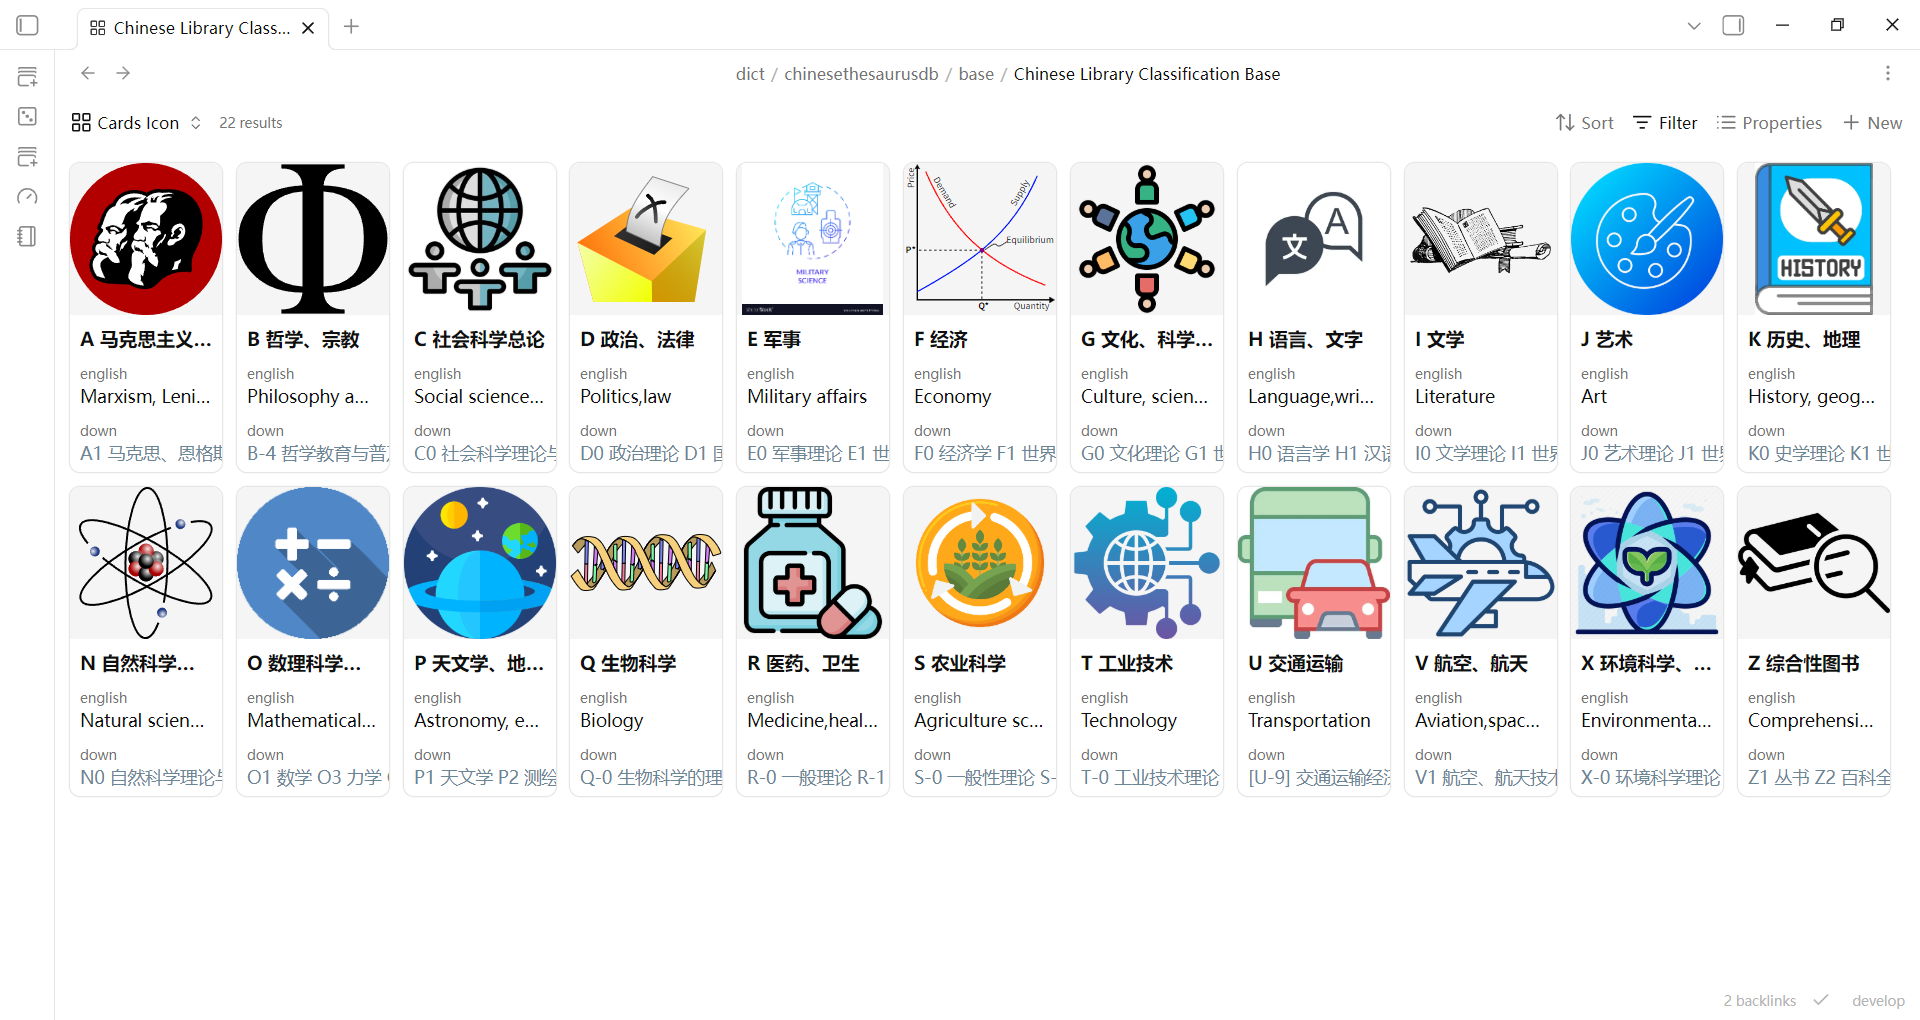 Chinese Library Class...
dict / chinesethesaurusdb / base / Chinese Library Classification Base
Cards Icon
22 results
Sort
Filter
Properties
New
MILITARY
SCIENCE
Price
Demand
Supply
Equilibrium
P*
Q*
Quantity
文
A
HISTORY
A 马克思主义...
english
Marxism, Leni...
down
A1 马克思、恩格斯
B 哲学、宗教
english
Philosophy a...
down
B-4 哲学教育与普
C 社会科学总论
english
Social science...
down
C0 社会科学理论与
D 政治、法律
english
Politics,law
down
D0 政治理论 D1 国
E 军事
english
Military affairs
down
E0 军事理论 E1 世
F 经济
english
Economy
down
F0 经济学 F1 世界
G 文化、科学...
english
Culture, scien...
down
G0 文化理论 G1 世
H 语言、文字
english
Language,wri...
down
H0 语言学 H1 汉语
I 文学
english
Literature
down
I0 文学理论 I1 世界
J 艺术
english
Art
down
J0 艺术理论 J1 世界
K 历史、地理
english
History, geog...
down
K0 史学理论 K1 世
N 自然科学...
english
Natural scien...
down
N0 自然科学理论与
O 数理科学...
english
Mathematical...
down
O1 数学 O3 力学
P 天文学、地...
english
Astronomy, e...
down
P1 天文学 P2 测绘
Q 生物科学
english
Biology
down
Q-0 生物科学的理
R 医药、卫生
english
Medicine,heal...
down
R-0 一般理论 R-1
S 农业科学
english
Agriculture sc...
down
S-0 一般性理论 S-
T 工业技术
english
Technology
down
T-0 工业技术理论
U 交通运输
english
Transportation
down
[U-9] 交通运输经济
V 航空、航天
english
Aviation,spac...
down
V1 航空、航天技术
X 环境科学、...
english
Environmenta...
down
X-0 环境科学理论
Z 综合性图书
english
Comprehensi...
down
Z1 丛书 Z2 百科全
2 backlinks
develop